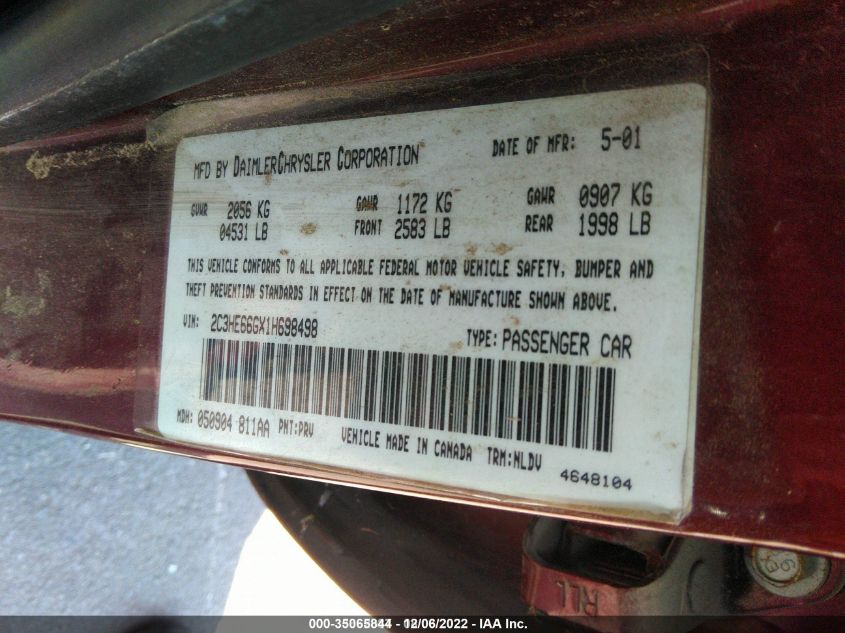 MFD BY DAIMLERCHRYSLER CORPORATION DATE OF MFR: 5-01
GVWR 2056 KG GAWR 1172 KG GAWR 0907 KG
04531 LB FRONT 2583 LB REAR 1998 LB
THIS VEHICLE CONFORMS TO ALL APPLICABLE FEDERAL MOTOR VEHICLE SAFETY, BUMPER AND
THEFT PREVENTION STANDARDS IN EFFECT ON THE DATE OF MANUFACTURE SHOWN ABOVE.
VIN: 2C3HE66GX1H698498 TYPE: PASSENGER CAR
MDH: 050904 811AA PNT:PRV VEHICLE MADE IN CANADA TRM:NLDV
4648104
RLL
000-35065844 - 12/06/2022 - IAA Inc.